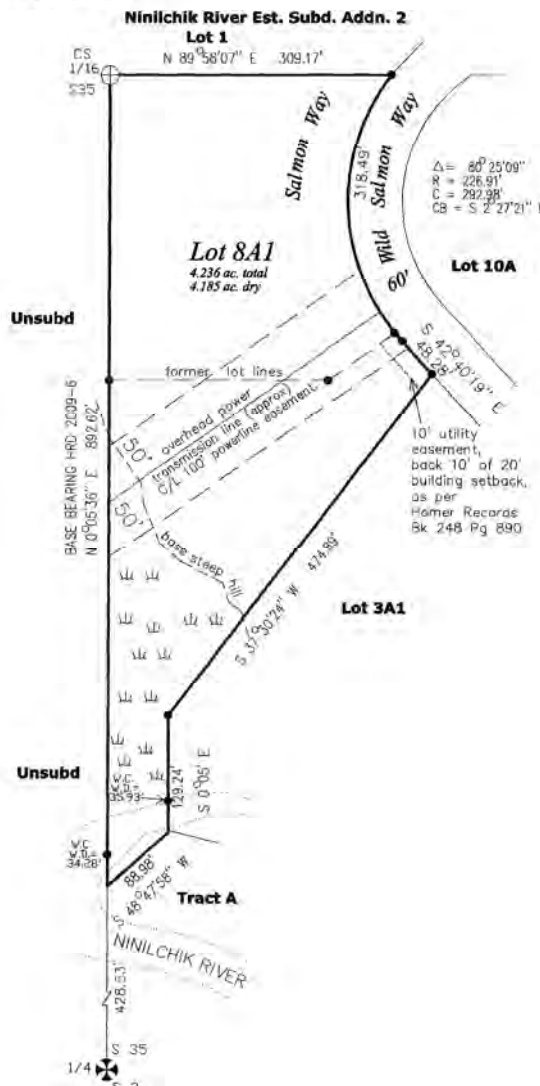 Ninilchik River Est. Subd. Addn. 2
Lot 1
N 89°58'07" E 309.17'
CS
1/16
S35
Salmon Way
Wild Salmon Way
60'
318.49'
Δ= 80°25'09"
R = 226.91'
C = 292.98'
CB = S 2°27'21"
Lot 10A
Lot 8A1
4.236 ac. total
4.185 ac. dry
Unsubd
S 42°40'19" E
48.28'
former lot lines
overhead power
transmission line (approx)
C/L 100' powerline easement
50'
50'
BASE BEARING HRD 2009-6
N 0°05'36" E 892.62'
10' utility
easement,
back 10' of 20'
building setback,
as per
Homer Records
Bk 248 Pg 890
base steep hill
S 37°30'24" W 474.89'
Lot 3A1
Unsubd
W.C.
W.D.=
35.93'
129.24'
S 0°05' E
W.C.
W.D.=
34.28'
88.98'
S 48°47'58" W
Tract A
NINILCHIK RIVER
428.63'
S 35
1/4